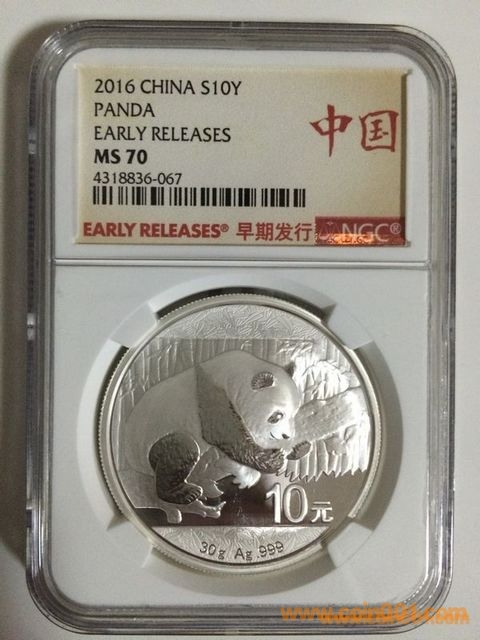 2016 CHINA S10Y
PANDA
EARLY RELEASES
MS 70
4318836-067
中国
EARLY RELEASES® 早期发行 NGC®
10元
30g Ag .999